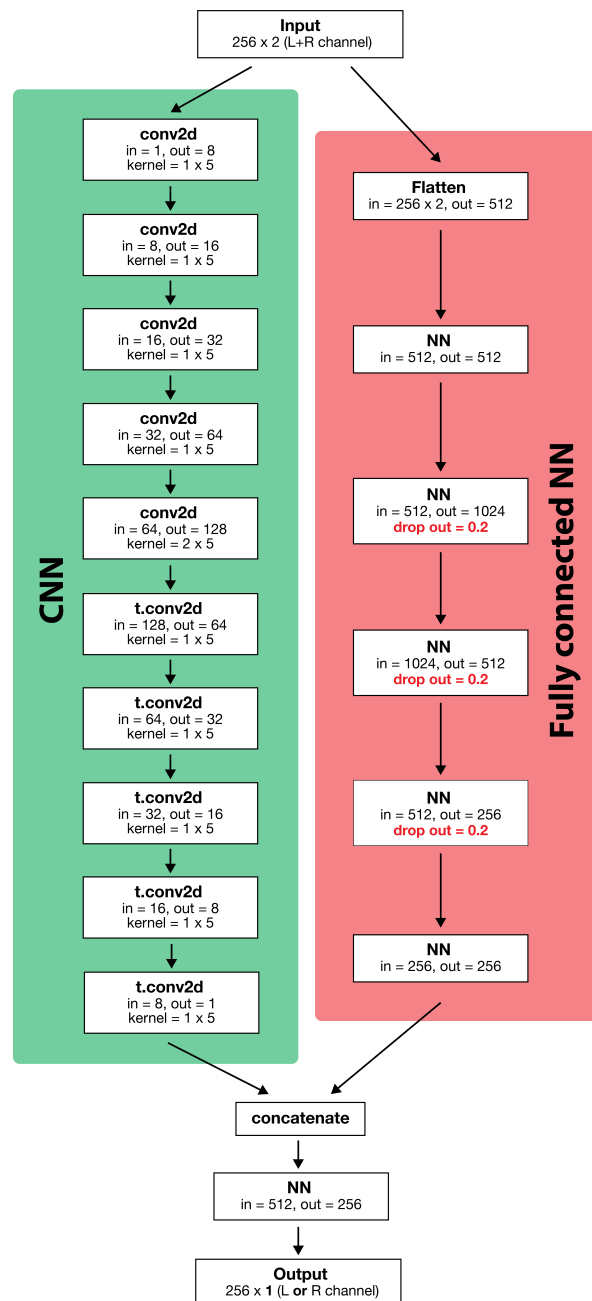 Input
256 x 2 (L+R channel)
CNN
conv2d
in = 1, out = 8
kernel = 1 x 5
conv2d
in = 8, out = 16
kernel = 1 x 5
conv2d
in = 16, out = 32
kernel = 1 x 5
conv2d
in = 32, out = 64
kernel = 1 x 5
conv2d
in = 64, out = 128
kernel = 2 x 5
t.conv2d
in = 128, out = 64
kernel = 1 x 5
t.conv2d
in = 64, out = 32
kernel = 1 x 5
t.conv2d
in = 32, out = 16
kernel = 1 x 5
t.conv2d
in = 16, out = 8
kernel = 1 x 5
t.conv2d
in = 8, out = 1
kernel = 1 x 5
Fully connected NN
Flatten
in = 256 x 2, out = 512
NN
in = 512, out = 512
NN
in = 512, out = 1024
drop out = 0.2
NN
in = 1024, out = 512
drop out = 0.2
NN
in = 512, out = 256
drop out = 0.2
NN
in = 256, out = 256
concatenate
NN
in = 512, out = 256
Output
256 x 1 (L or R channel)